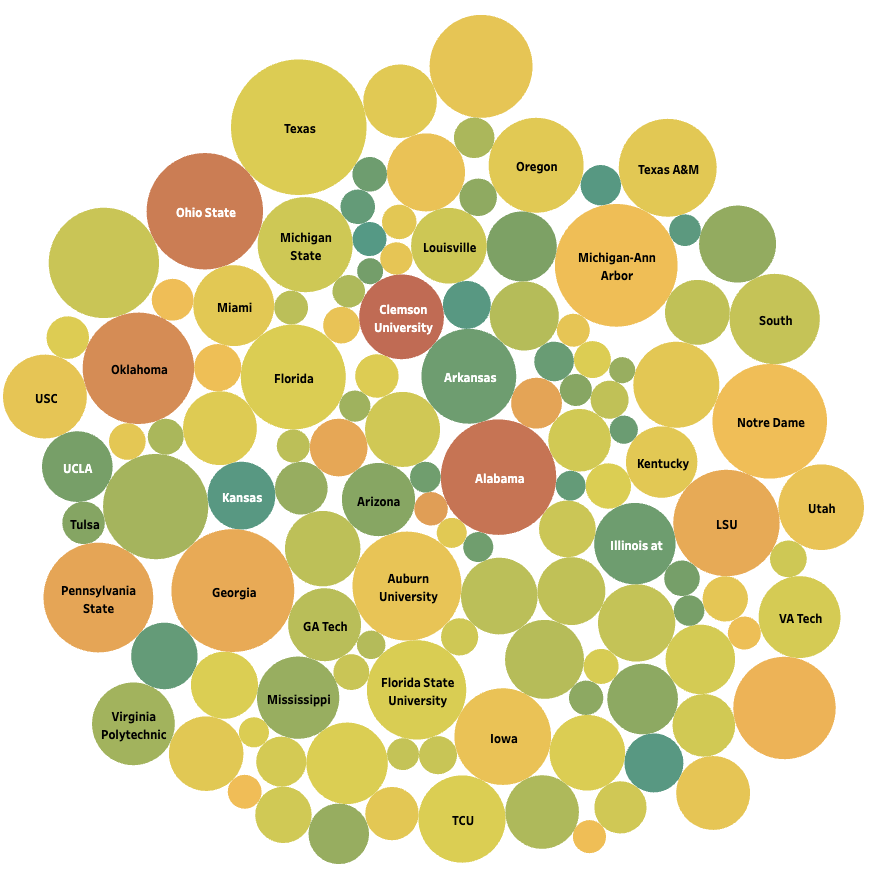 Texas
Oregon
Texas A&M
Ohio State
Michigan
State
Louisville
Michigan-Ann
Arbor
Miami
Clemson
University
South
Oklahoma
Florida
Arkansas
USC
Notre Dame
UCLA
Kentucky
Alabama
Kansas
Arizona
Utah
Tulsa
LSU
Illinois at
Pennsylvania
State
Georgia
Auburn
University
GA Tech
VA Tech
Florida State
University
Mississippi
Virginia
Polytechnic
Iowa
TCU